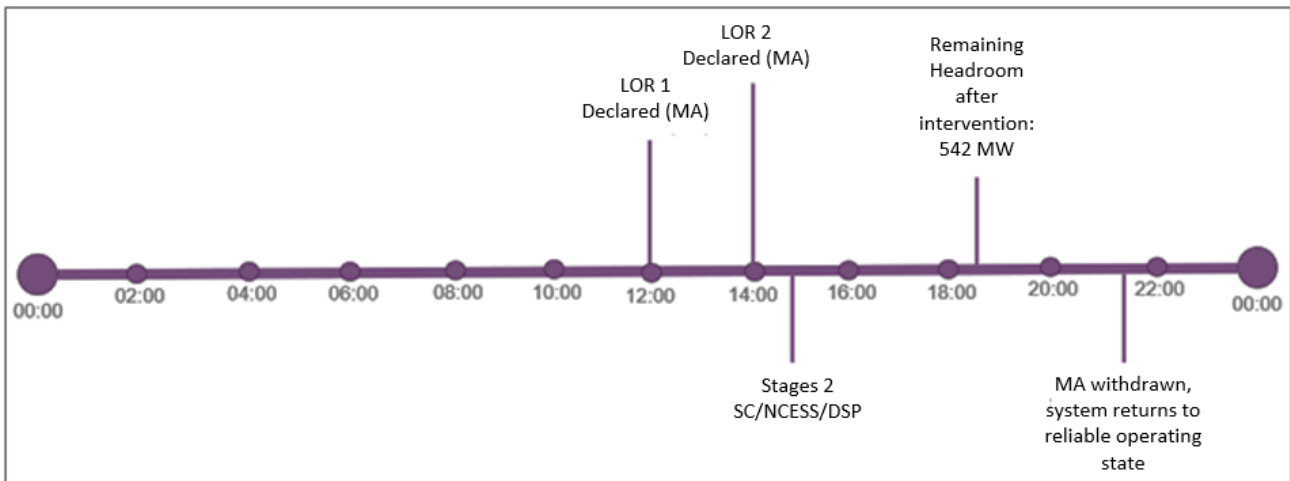 LOR 2
Declared (MA)
LOR 1
Declared (MA)
Remaining
Headroom
after
intervention:
542 MW
00:00
02:00
04:00
06:00
08:00
10:00
12:00
14:00
16:00
18:00
20:00
22:00
00:00
Stages 2
SC/NCESS/DSP
MA withdrawn,
system returns to
reliable operating
state